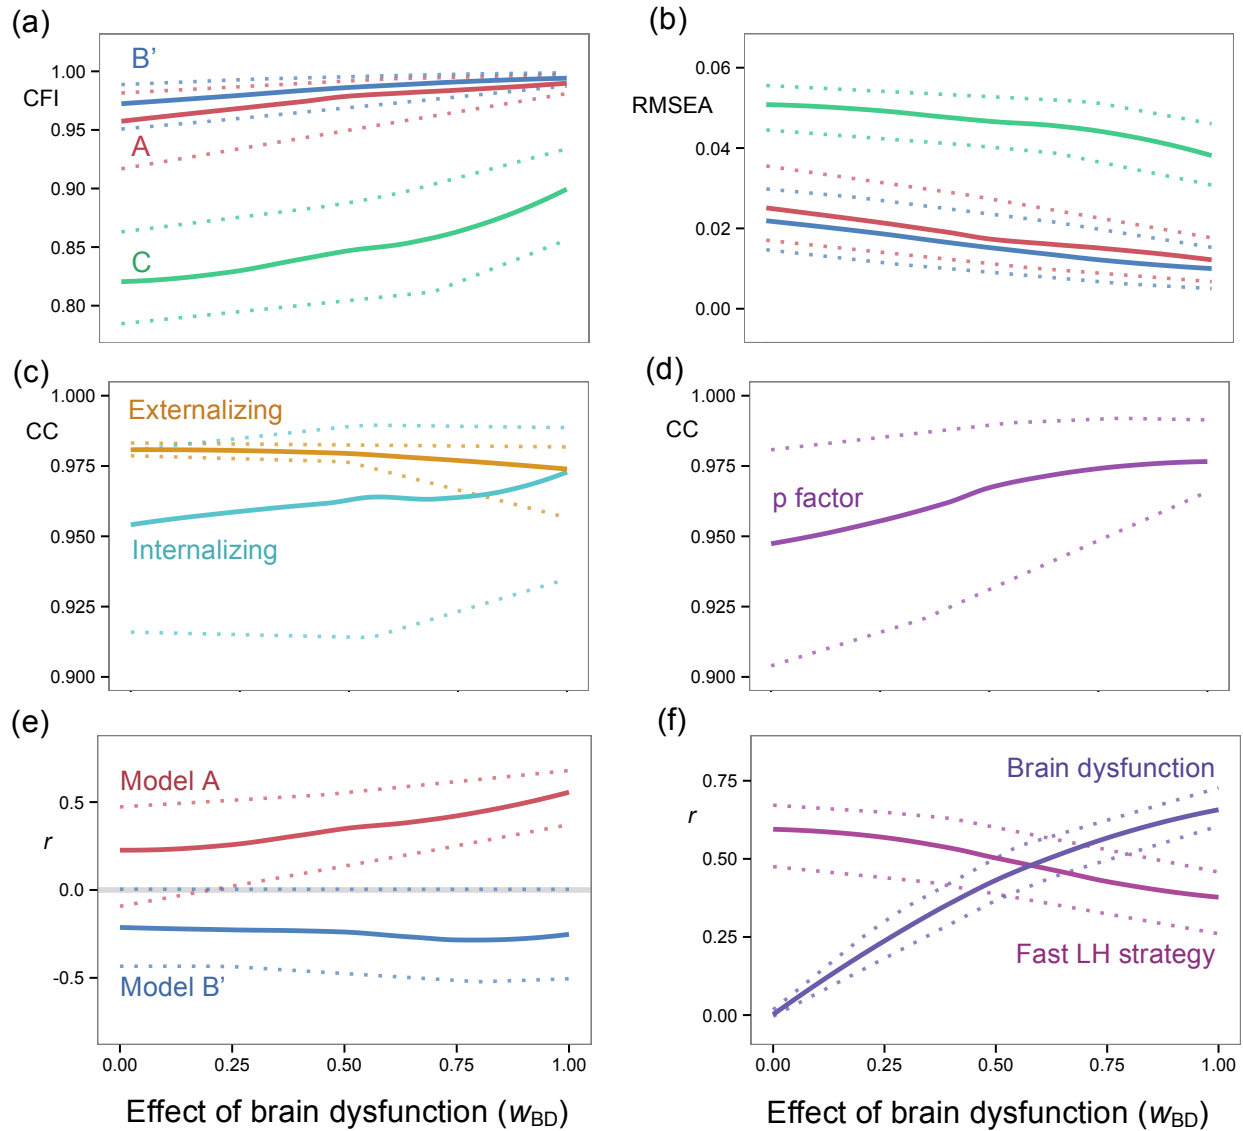 (a)
B’
1.00
CFI
0.95
A
0.90
0.85
C
0.80
(b)
0.06
RMSEA
0.04
0.02
0.00
(c)
1.000
Externalizing
CC
0.975
0.950
Internalizing
0.925
0.900
(d)
1.000
CC
0.975
p factor
0.950
0.925
0.900
(e)
Model A
0.5
r
0.0
-0.5
Model B’
0.00 0.25 0.50 0.75 1.00
Effect of brain dysfunction (wBD)
(f)
Brain dysfunction
0.75
r
0.50
0.25
Fast LH strategy
0.00
0.00 0.25 0.50 0.75 1.00
Effect of brain dysfunction (wBD)